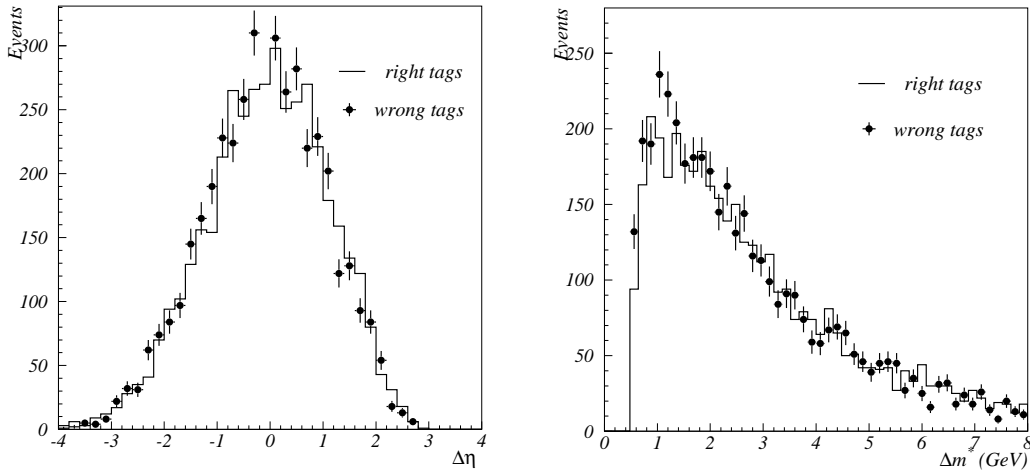 Events
300
250
200
150
100
50
0
right tags
wrong tags
-4 -3 -2 -1 0 1 2 3 4
Δη
Events
250
200
150
100
50
0
right tags
wrong tags
0 1 2 3 4 5 6 7 8
Δm* (GeV)